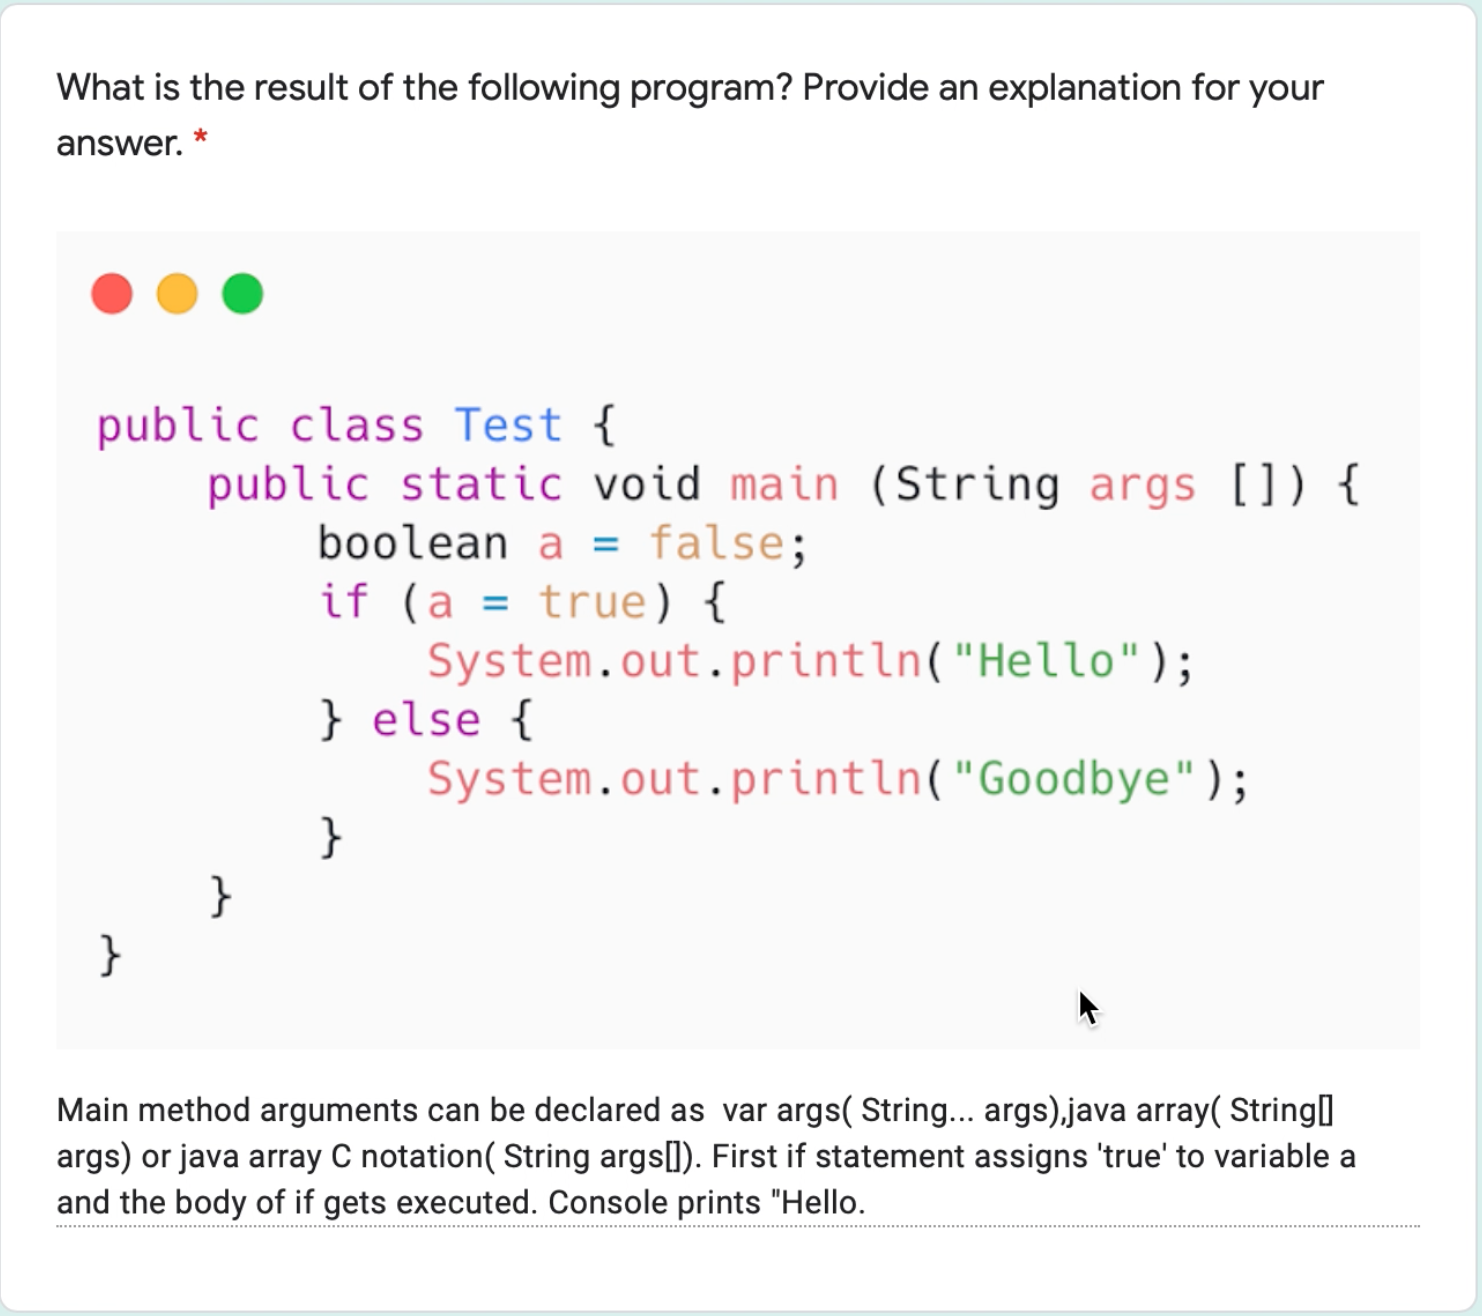 What is the result of the following program? Provide an explanation for your
answer. *
public class Test {
    public static void main (String args []) {
        boolean a = false;
        if (a = true) {
            System.out.println("Hello");
        } else {
            System.out.println("Goodbye");
        }
    }
}
Main method arguments can be declared as  var args( String... args),java array( String[]
args) or java array C notation( String args[]). First if statement assigns 'true' to variable a
and the body of if gets executed. Console prints "Hello.